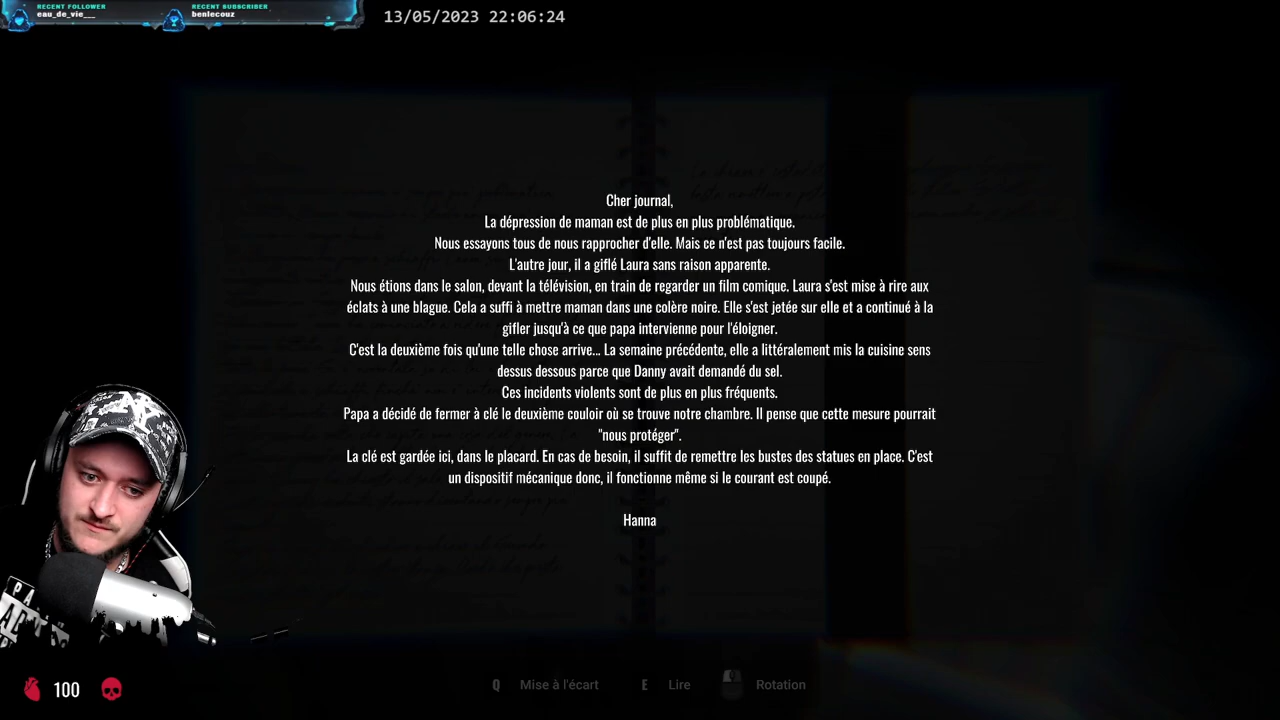 RECENT FOLLOWER
eau_de_vie___
RECENT SUBSCRIBER
benlecouz
13/05/2023 22:06:24
Cher journal,
La dépression de maman est de plus en plus problématique.
Nous essayons tous de nous rapprocher d'elle. Mais ce n'est pas toujours facile.
L'autre jour, il a giflé Laura sans raison apparente.
Nous étions dans le salon, devant la télévision, en train de regarder un film comique. Laura s'est mise à rire aux
éclats à une blague. Cela a suffi à mettre maman dans une colère noire. Elle s'est jetée sur elle et a continué à la
gifler jusqu'à ce que papa intervienne pour l'éloigner.
C'est la deuxième fois qu'une telle chose arrive... La semaine précédente, elle a littéralement mis la cuisine sens
dessus dessous parce que Danny avait demandé du sel.
Ces incidents violents sont de plus en plus fréquents.
Papa a décidé de fermer à clé le deuxième couloir où se trouve notre chambre. Il pense que cette mesure pourrait
"nous protéger".
La clé est gardée ici, dans le placard. En cas de besoin, il suffit de remettre les bustes des statues en place. C'est
un dispositif mécanique donc, il fonctionne même si le courant est coupé.
Hanna
100
Q Mise à l'écart E Lire Rotation